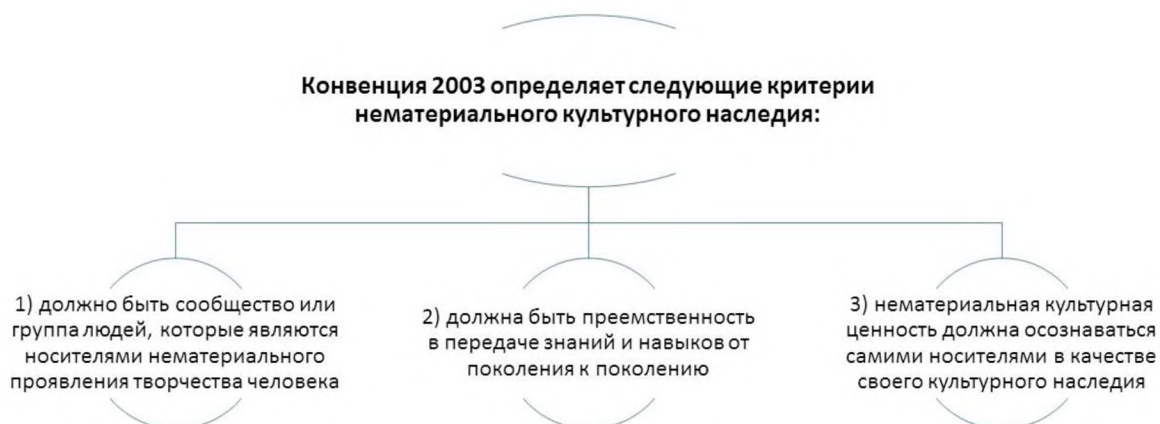 Конвенция 2003 определяет следующие критерии
нематериального культурного наследия:
1) должно быть сообщество или
группа людей, которые являются
носителями нематериального
проявления творчества человека
2) должна быть преемственность
в передаче знаний и навыков от
поколения к поколению
3) нематериальная культурная
ценность должна осознаваться
самими носителями в качестве
своего культурного наследия